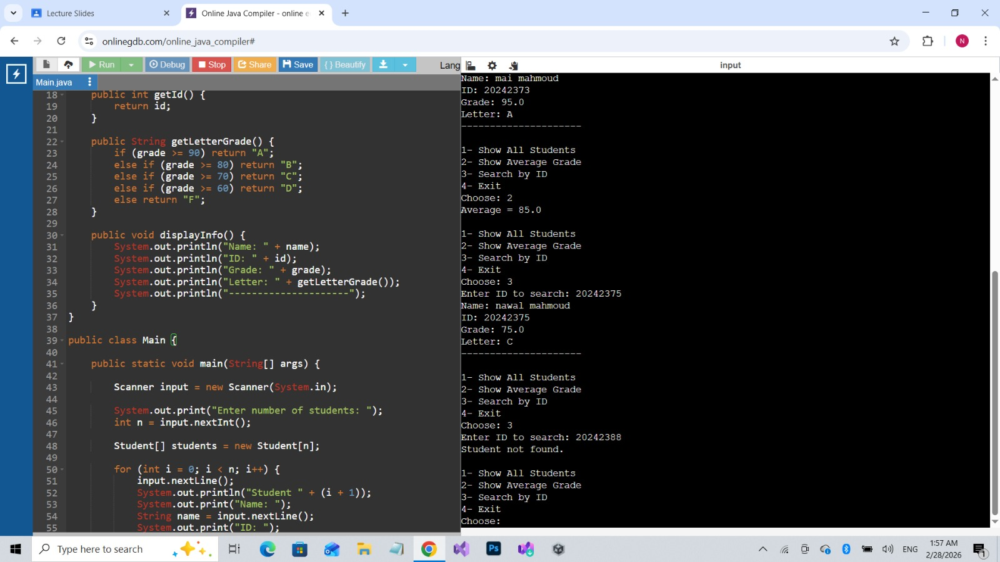 Lecture Slides
Online Java Compiler - online e
onlinegdb.com/online_java_compiler#
N
Run
Debug
Stop
Share
Save
{ } Beautify
Lang
input
Main.java
18 public int getId() {
19 return id;
20 }
21
22 public String getLetterGrade() {
23 if (grade >= 90) return "A";
24 else if (grade >= 80) return "B";
25 else if (grade >= 70) return "C";
26 else if (grade >= 60) return "D";
27 else return "F";
28 }
29
30 public void displayInfo() {
31 System.out.println("Name: " + name);
32 System.out.println("ID: " + id);
33 System.out.println("Grade: " + grade);
34 System.out.println("Letter: " + getLetterGrade());
35 System.out.println("---------------------");
36 }
37 }
38
39 public class Main {
40
41 public static void main(String[] args) {
42
43 Scanner input = new Scanner(System.in);
44
45 System.out.print("Enter number of students: ");
46 int n = input.nextInt();
47
48 Student[] students = new Student[n];
49
50 for (int i = 0; i < n; i++) {
51 input.nextLine();
52 System.out.println("Student " + (i + 1));
53 System.out.print("Name: ");
54 String name = input.nextLine();
55 System.out.print("ID: ");
Name: mai mahmoud
ID: 20242373
Grade: 95.0
Letter: A
---------------------
1- Show All Students
2- Show Average Grade
3- Search by ID
4- Exit
Choose: 2
Average = 85.0
1- Show All Students
2- Show Average Grade
3- Search by ID
4- Exit
Choose: 3
Enter ID to search: 20242375
Name: nawal mahmoud
ID: 20242375
Grade: 75.0
Letter: C
---------------------
1- Show All Students
2- Show Average Grade
3- Search by ID
4- Exit
Choose: 3
Enter ID to search: 20242388
Student not found.
1- Show All Students
2- Show Average Grade
3- Search by ID
4- Exit
Choose:
Type here to search
Ps
ENG
1:57 AM
2/28/2026
1